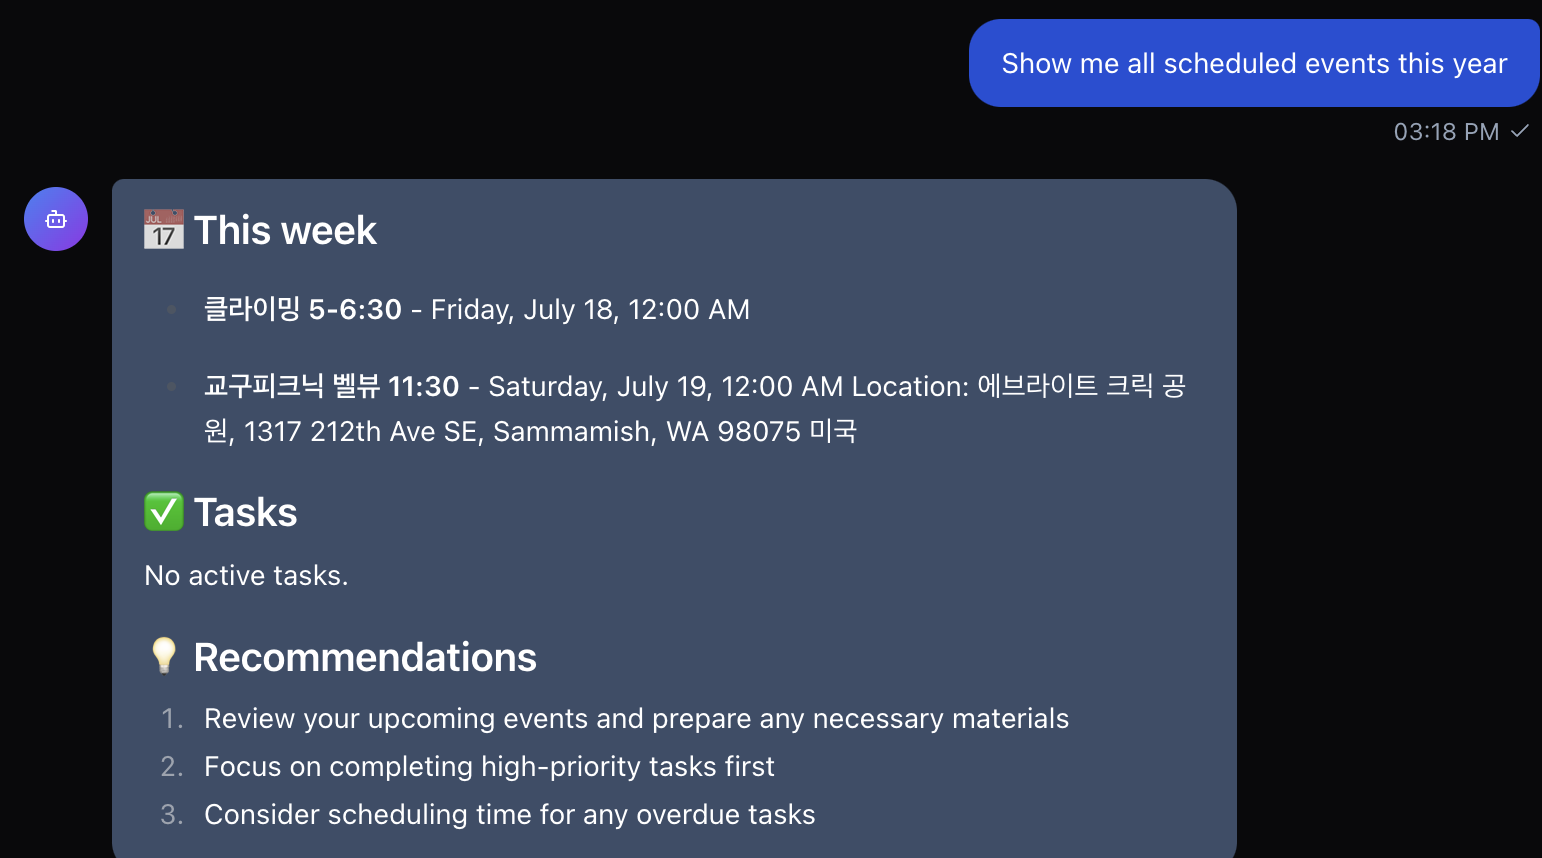 Show me all scheduled events this year
03:18 PM
This week
클라이밍 5-6:30 - Friday, July 18, 12:00 AM
교구피크닉 벨뷰 11:30 - Saturday, July 19, 12:00 AM Location: 에브라이트 크릭 공
원, 1317 212th Ave SE, Sammamish, WA 98075 미국
✅ Tasks
No active tasks.
💡 Recommendations
1. Review your upcoming events and prepare any necessary materials
2. Focus on completing high-priority tasks first
3. Consider scheduling time for any overdue tasks